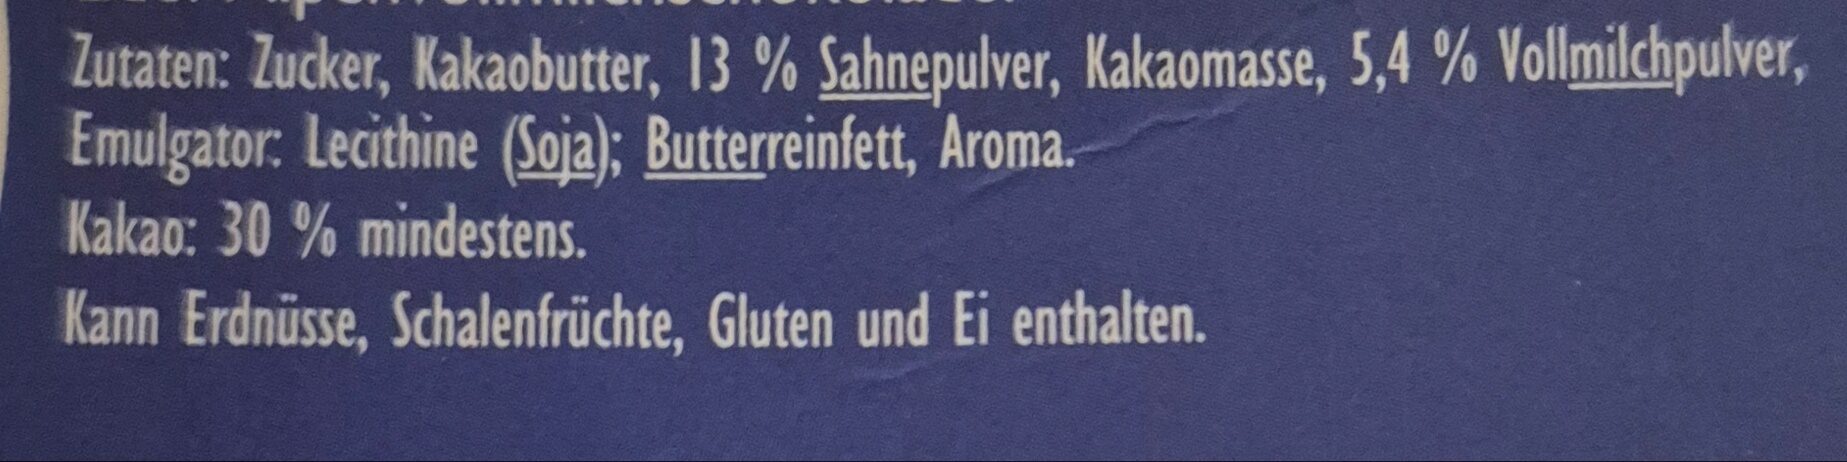 Zutaten: Zucker, Kakaobutter, 13 % Sahnepulver, Kakaomasse, 5,4 % Vollmilchpulver,
Emulgator: Lecithine (Soja); Butterreinfett, Aroma.
Kakao: 30 % mindestens.
Kann Erdnüsse, Schalenfrüchte, Gluten und Ei enthalten.